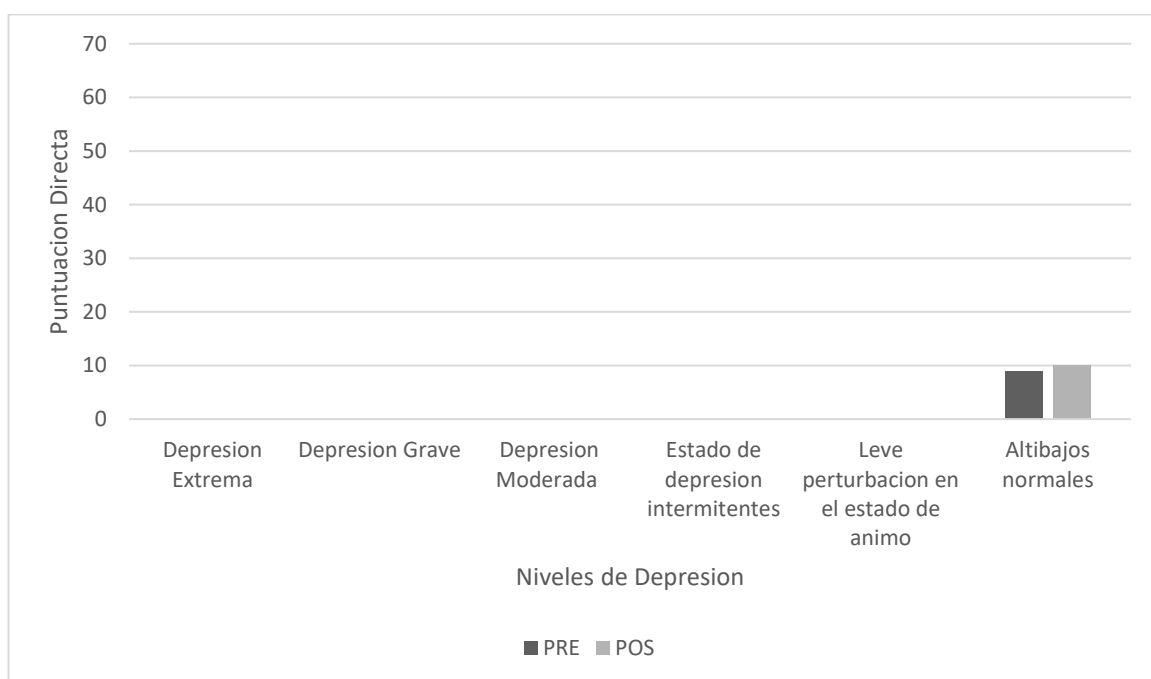 70
60
50
40
30
20
10
0
Puntuacion Directa
Depresion
Extrema
Depresion Grave
Depresion
Moderada
Estado de
depresion
intermitentes
Leve
perturbacion en
el estado de
animo
Altibajos
normales
Niveles de Depresion
PRE POS